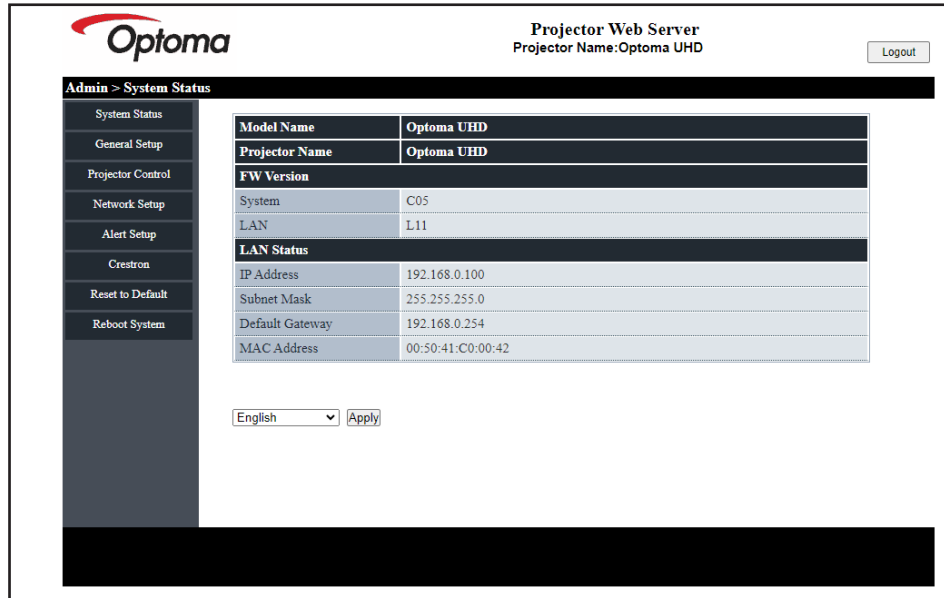 Optoma
Projector Web Server
Projector Name:Optoma UHD
Logout
Admin > System Status
System Status
General Setup
Projector Control
Network Setup
Alert Setup
Crestron
Reset to Default
Reboot System
Model Name Optoma UHD
Projector Name Optoma UHD
FW Version
System C05
LAN L11
LAN Status
IP Address 192.168.0.100
Subnet Mask 255.255.255.0
Default Gateway 192.168.0.254
MAC Address 00:50:41:C0:00:42
English Apply